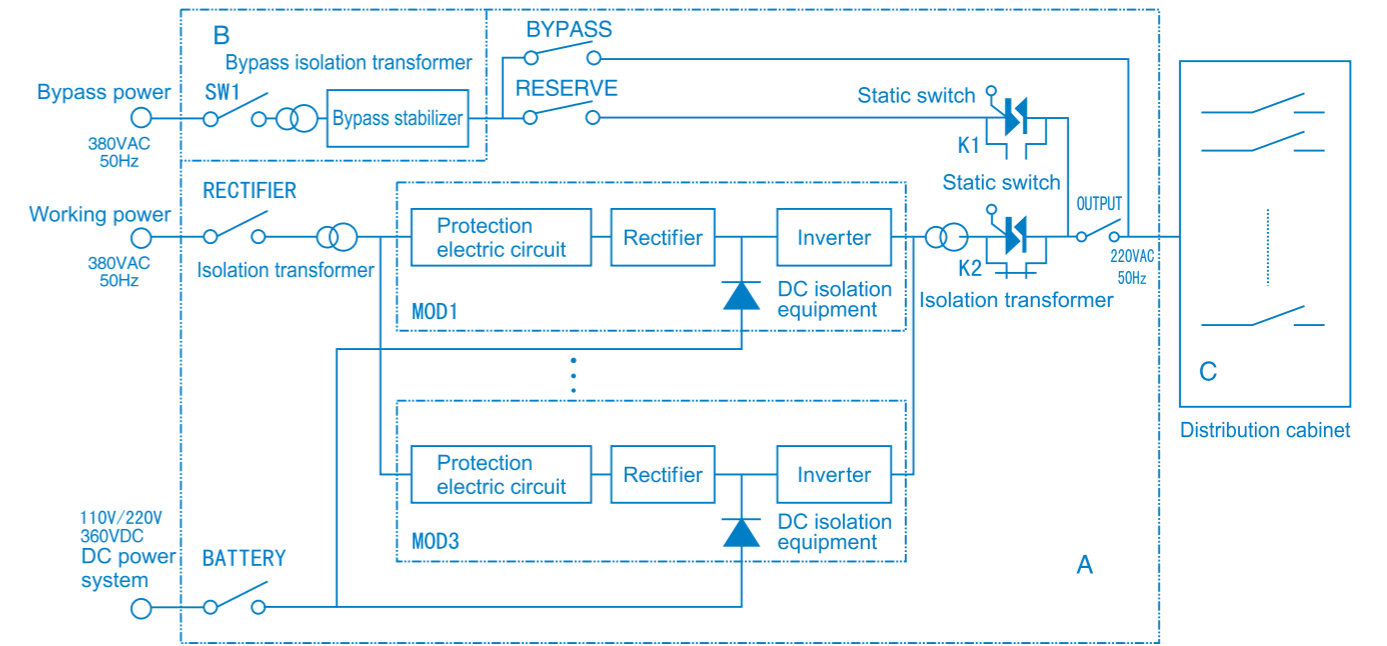 B
Bypass isolation transformer
BYPASS
Bypass power
SW1
Bypass stabilizer
RESERVE
Static switch
K1
380VAC
50Hz
RECTIFIER
Static switch
Working power
OUTPUT
Protection
electric circuit
Rectifier
Inverter
380VAC
50Hz
Isolation transformer
K2
220VAC
50Hz
DC isolation
equipment
Isolation transformer
MOD1
C
Distribution cabinet
Protection
electric circuit
Rectifier
Inverter
110V/220V
360VDC
DC power
system
BATTERY
MOD3
DC isolation
equipment
A